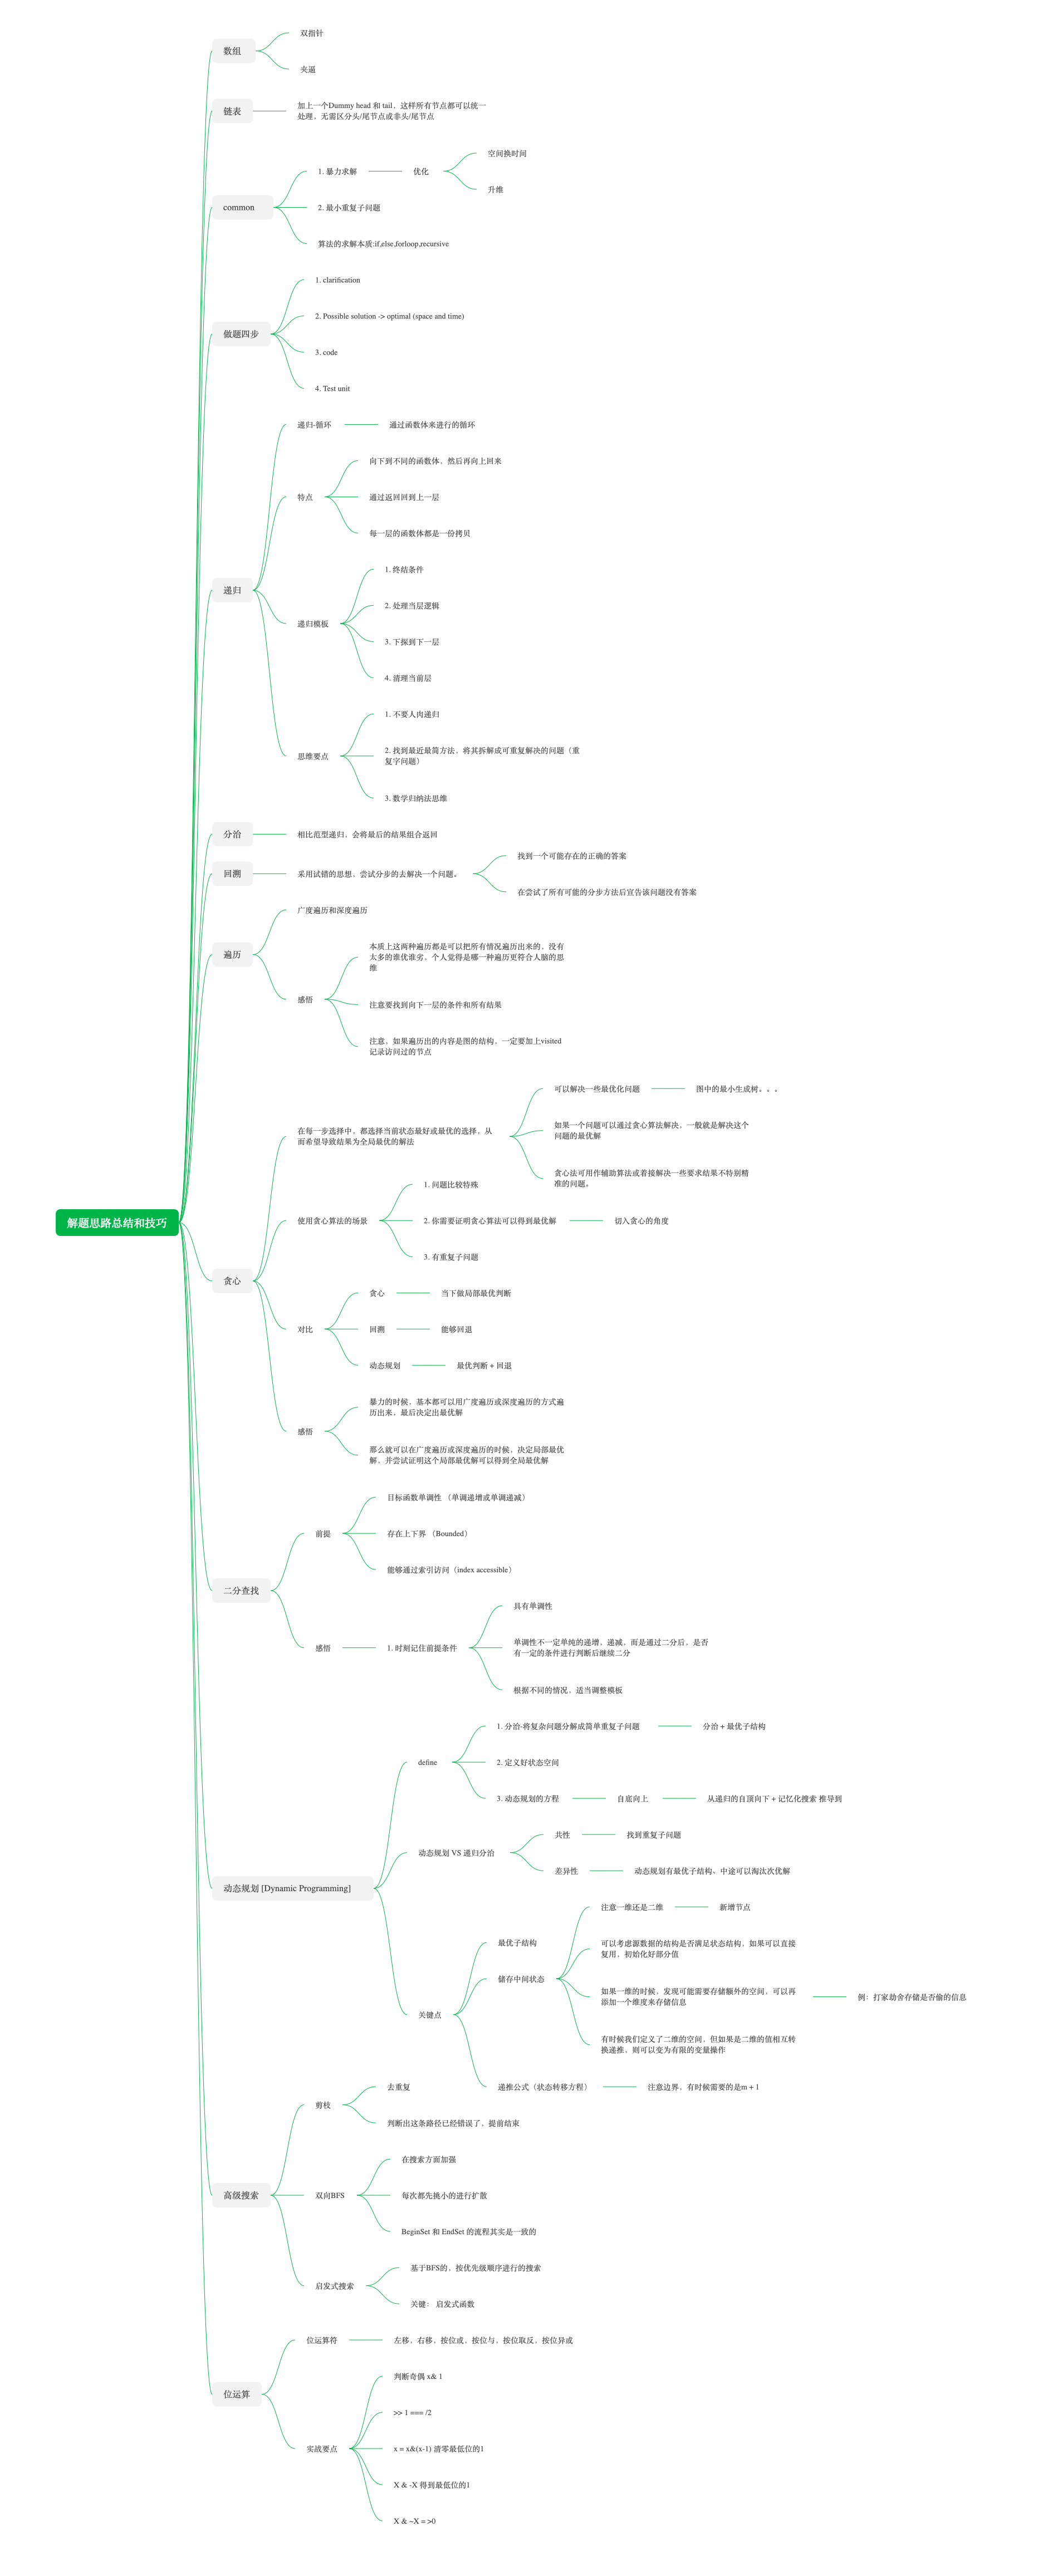 解题思路总结和技巧
数组
双指针
夹逼
链表
加上一个Dummy head 和 tail，这样所有节点都可以统一
处理，无需区分头/尾节点或非头/尾节点
common
1. 暴力求解
优化
空间换时间
升维
2. 最小重复子问题
算法的求解本质:if,else,forloop,recursive
做题四步
1. clarification
2. Possible solution -> optimal (space and time)
3. code
4. Test unit
递归
递归-循环
通过函数体来进行的循环
特点
向下到不同的函数体，然后再向上回来
通过返回回到上一层
每一层的函数体都是一份拷贝
递归模板
1. 终结条件
2. 处理当层逻辑
3. 下探到下一层
4. 清理当前层
思维要点
1. 不要人肉递归
2. 找到最近最简方法，将其拆解成可重复解决的问题（重
复字问题）
3. 数学归纳法思维
分治
相比范型递归，会将最后的结果组合返回
回溯
采用试错的思想，尝试分步的去解决一个问题。
找到一个可能存在的正确的答案
在尝试了所有可能的分步方法后宣告该问题没有答案
遍历
广度遍历和深度遍历
感悟
本质上这两种遍历都是可以把所有情况遍历出来的，没有
太多的谁优谁劣，个人觉得是哪一种遍历更符合人脑的思
维
注意要找到向下一层的条件和所有结果
注意，如果遍历出的内容是图的结构，一定要加上visited
记录访问过的节点
贪心
在每一步选择中，都选择当前状态最好或最优的选择，从
而希望导致结果为全局最优的解法
可以解决一些最优化问题
图中的最小生成树。。。
如果一个问题可以通过贪心算法解决，一般就是解决这个
问题的最优解
贪心法可用作辅助算法或着接解决一些要求结果不特别精
准的问题。
使用贪心算法的场景
1. 问题比较特殊
2. 你需要证明贪心算法可以得到最优解
切入贪心的角度
3. 有重复子问题
对比
贪心
当下做局部最优判断
回溯
能够回退
动态规划
最优判断 + 回退
感悟
暴力的时候，基本都可以用广度遍历或深度遍历的方式遍
历出来，最后决定出最优解
那么就可以在广度遍历或深度遍历的时候，决定局部最优
解，并尝试证明这个局部最优解可以得到全局最优解
二分查找
前提
目标函数单调性 （单调递增或单调递减）
存在上下界 （Bounded）
能够通过索引访问（index accessible）
感悟
1. 时刻记住前提条件
具有单调性
单调性不一定单纯的递增，递减，而是通过二分后，是否
有一定的条件进行判断后继续二分
根据不同的情况，适当调整模板
动态规划 [Dynamic Programming]
define
1. 分治-将复杂问题分解成简单重复子问题
分治 + 最优子结构
2. 定义好状态空间
3. 动态规划的方程
自底向上
从递归的自顶向下 + 记忆化搜索 推导到
动态规划 VS 递归分治
共性
找到重复子问题
差异性
动态规划有最优子结构，中途可以淘汰次优解
关键点
最优子结构
储存中间状态
注意一维还是二维
新增节点
可以考虑源数据的结构是否满足状态结构，如果可以直接
复用，初始化好部分值
如果一维的时候，发现可能需要存储额外的空间，可以再
添加一个维度来存储信息
例：打家劫舍存储是否偷的信息
有时候我们定义了二维的空间，但如果是二维的值相互转
换递推，则可以变为有限的变量操作
递推公式（状态转移方程）
注意边界，有时候需要的是m + 1
高级搜索
剪枝
去重复
判断出这条路径已经错误了，提前结束
双向BFS
在搜索方面加强
每次都先挑小的进行扩散
BeginSet 和 EndSet 的流程其实是一致的
启发式搜索
基于BFS的，按优先级顺序进行的搜索
关键： 启发式函数
位运算
位运算符
左移，右移，按位或，按位与，按位取反，按位异或
实战要点
判断奇偶 x& 1
>> 1 === /2
x = x&(x-1) 清零最低位的1
X & -X 得到最低位的1
X & ~X = >0